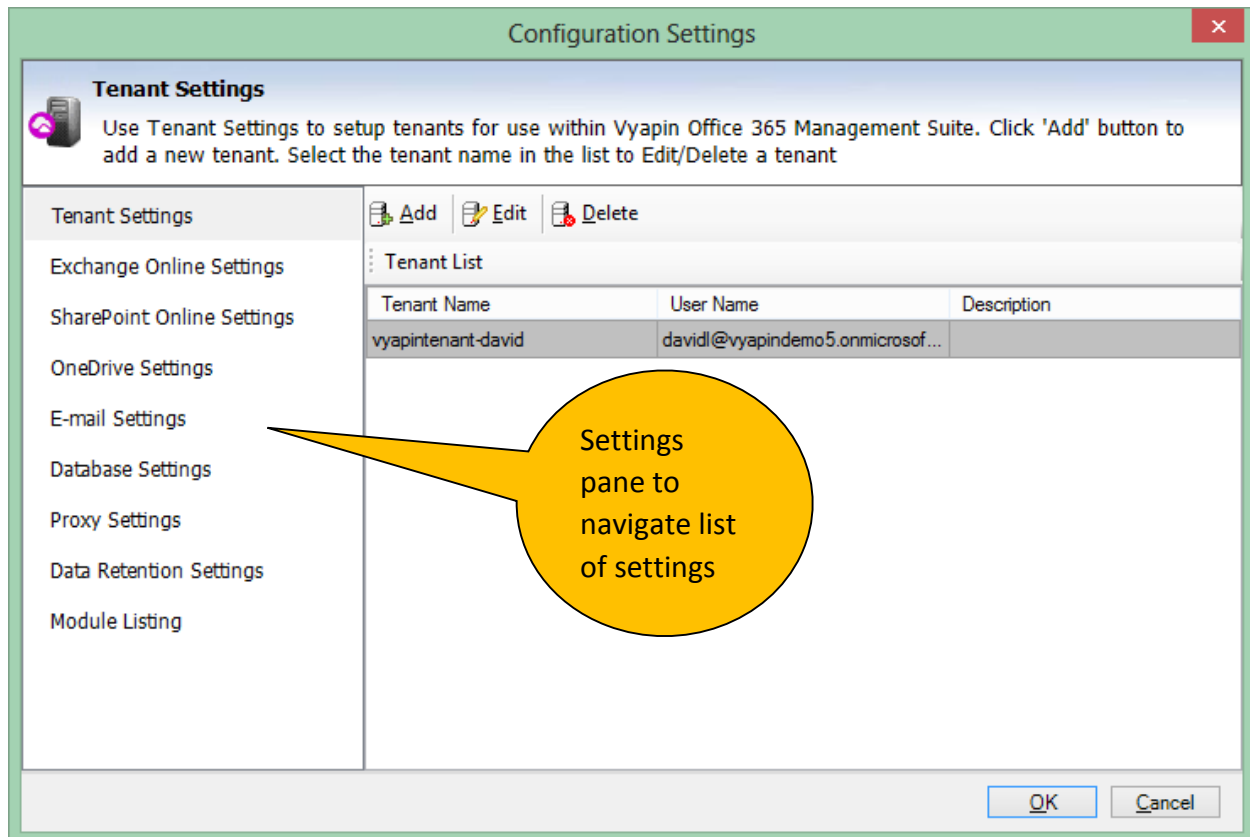 Configuration Settings
Tenant Settings
Use Tenant Settings to setup tenants for use within Vyapin Office 365 Management Suite. Click 'Add' button to
add a new tenant. Select the tenant name in the list to Edit/Delete a tenant
Tenant Settings
Exchange Online Settings
SharePoint Online Settings
OneDrive Settings
E-mail Settings
Database Settings
Proxy Settings
Data Retention Settings
Module Listing
Add Edit Delete
Tenant List
Tenant Name User Name Description
vyapintenant-david davidl@vyapindemo5.onmicrosof...
Settings
pane to
navigate list
of settings
OK Cancel